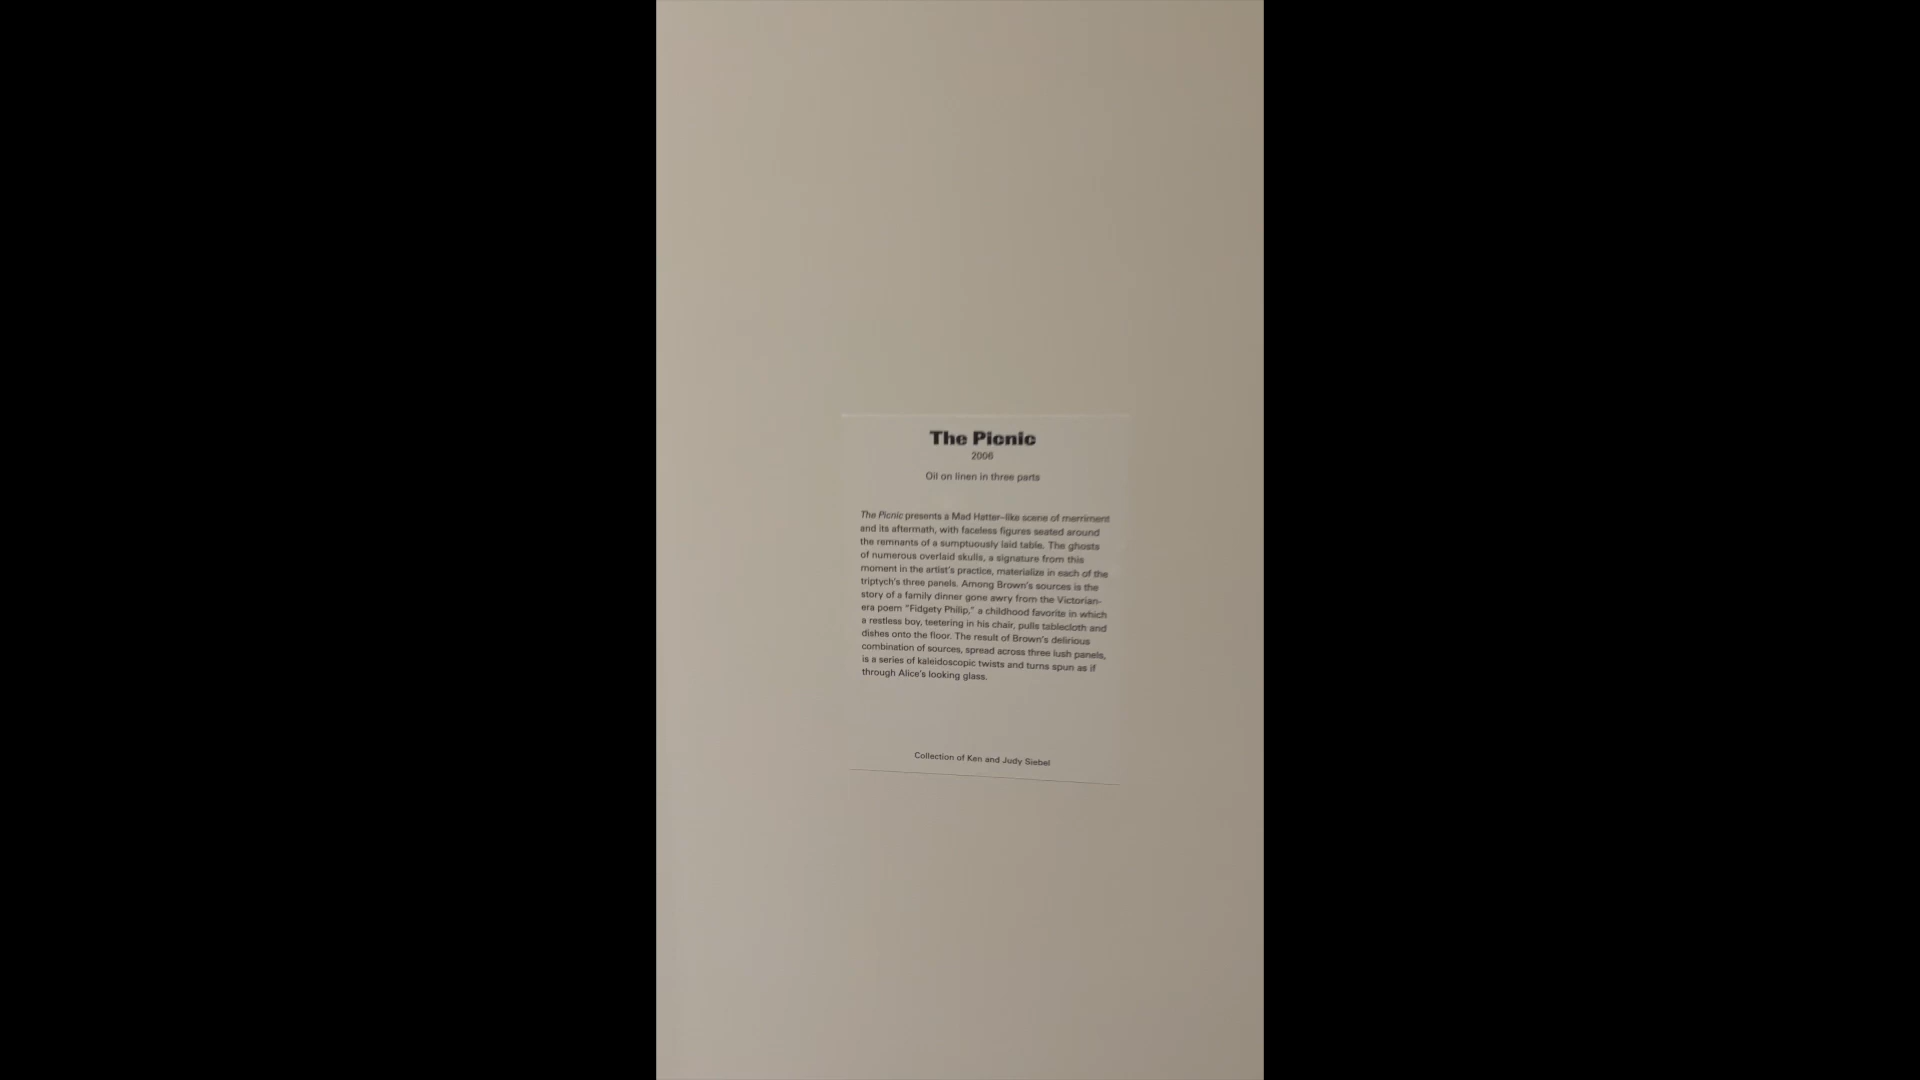 The Picnic
2006
Oil on linen in three parts
The Picnic presents a Mad Hatter–like scene of merriment
and its aftermath, with faceless figures seated around
the remnants of a sumptuously laid table. The ghosts
of numerous overlaid skulls, a signature from this
moment in the artist's practice, materialize in each of the
triptych's three panels. Among Brown's sources is the
story of a family dinner gone awry from the Victorian-
era poem "Fidgety Philip," a childhood favorite in which
a restless boy, teetering in his chair, pulls tablecloth and
dishes onto the floor. The result of Brown's delirious
combination of sources, spread across three lush panels,
is a series of kaleidoscopic twists and turns spun as if
through Alice's looking glass.
Collection of Ken and Judy Siebel